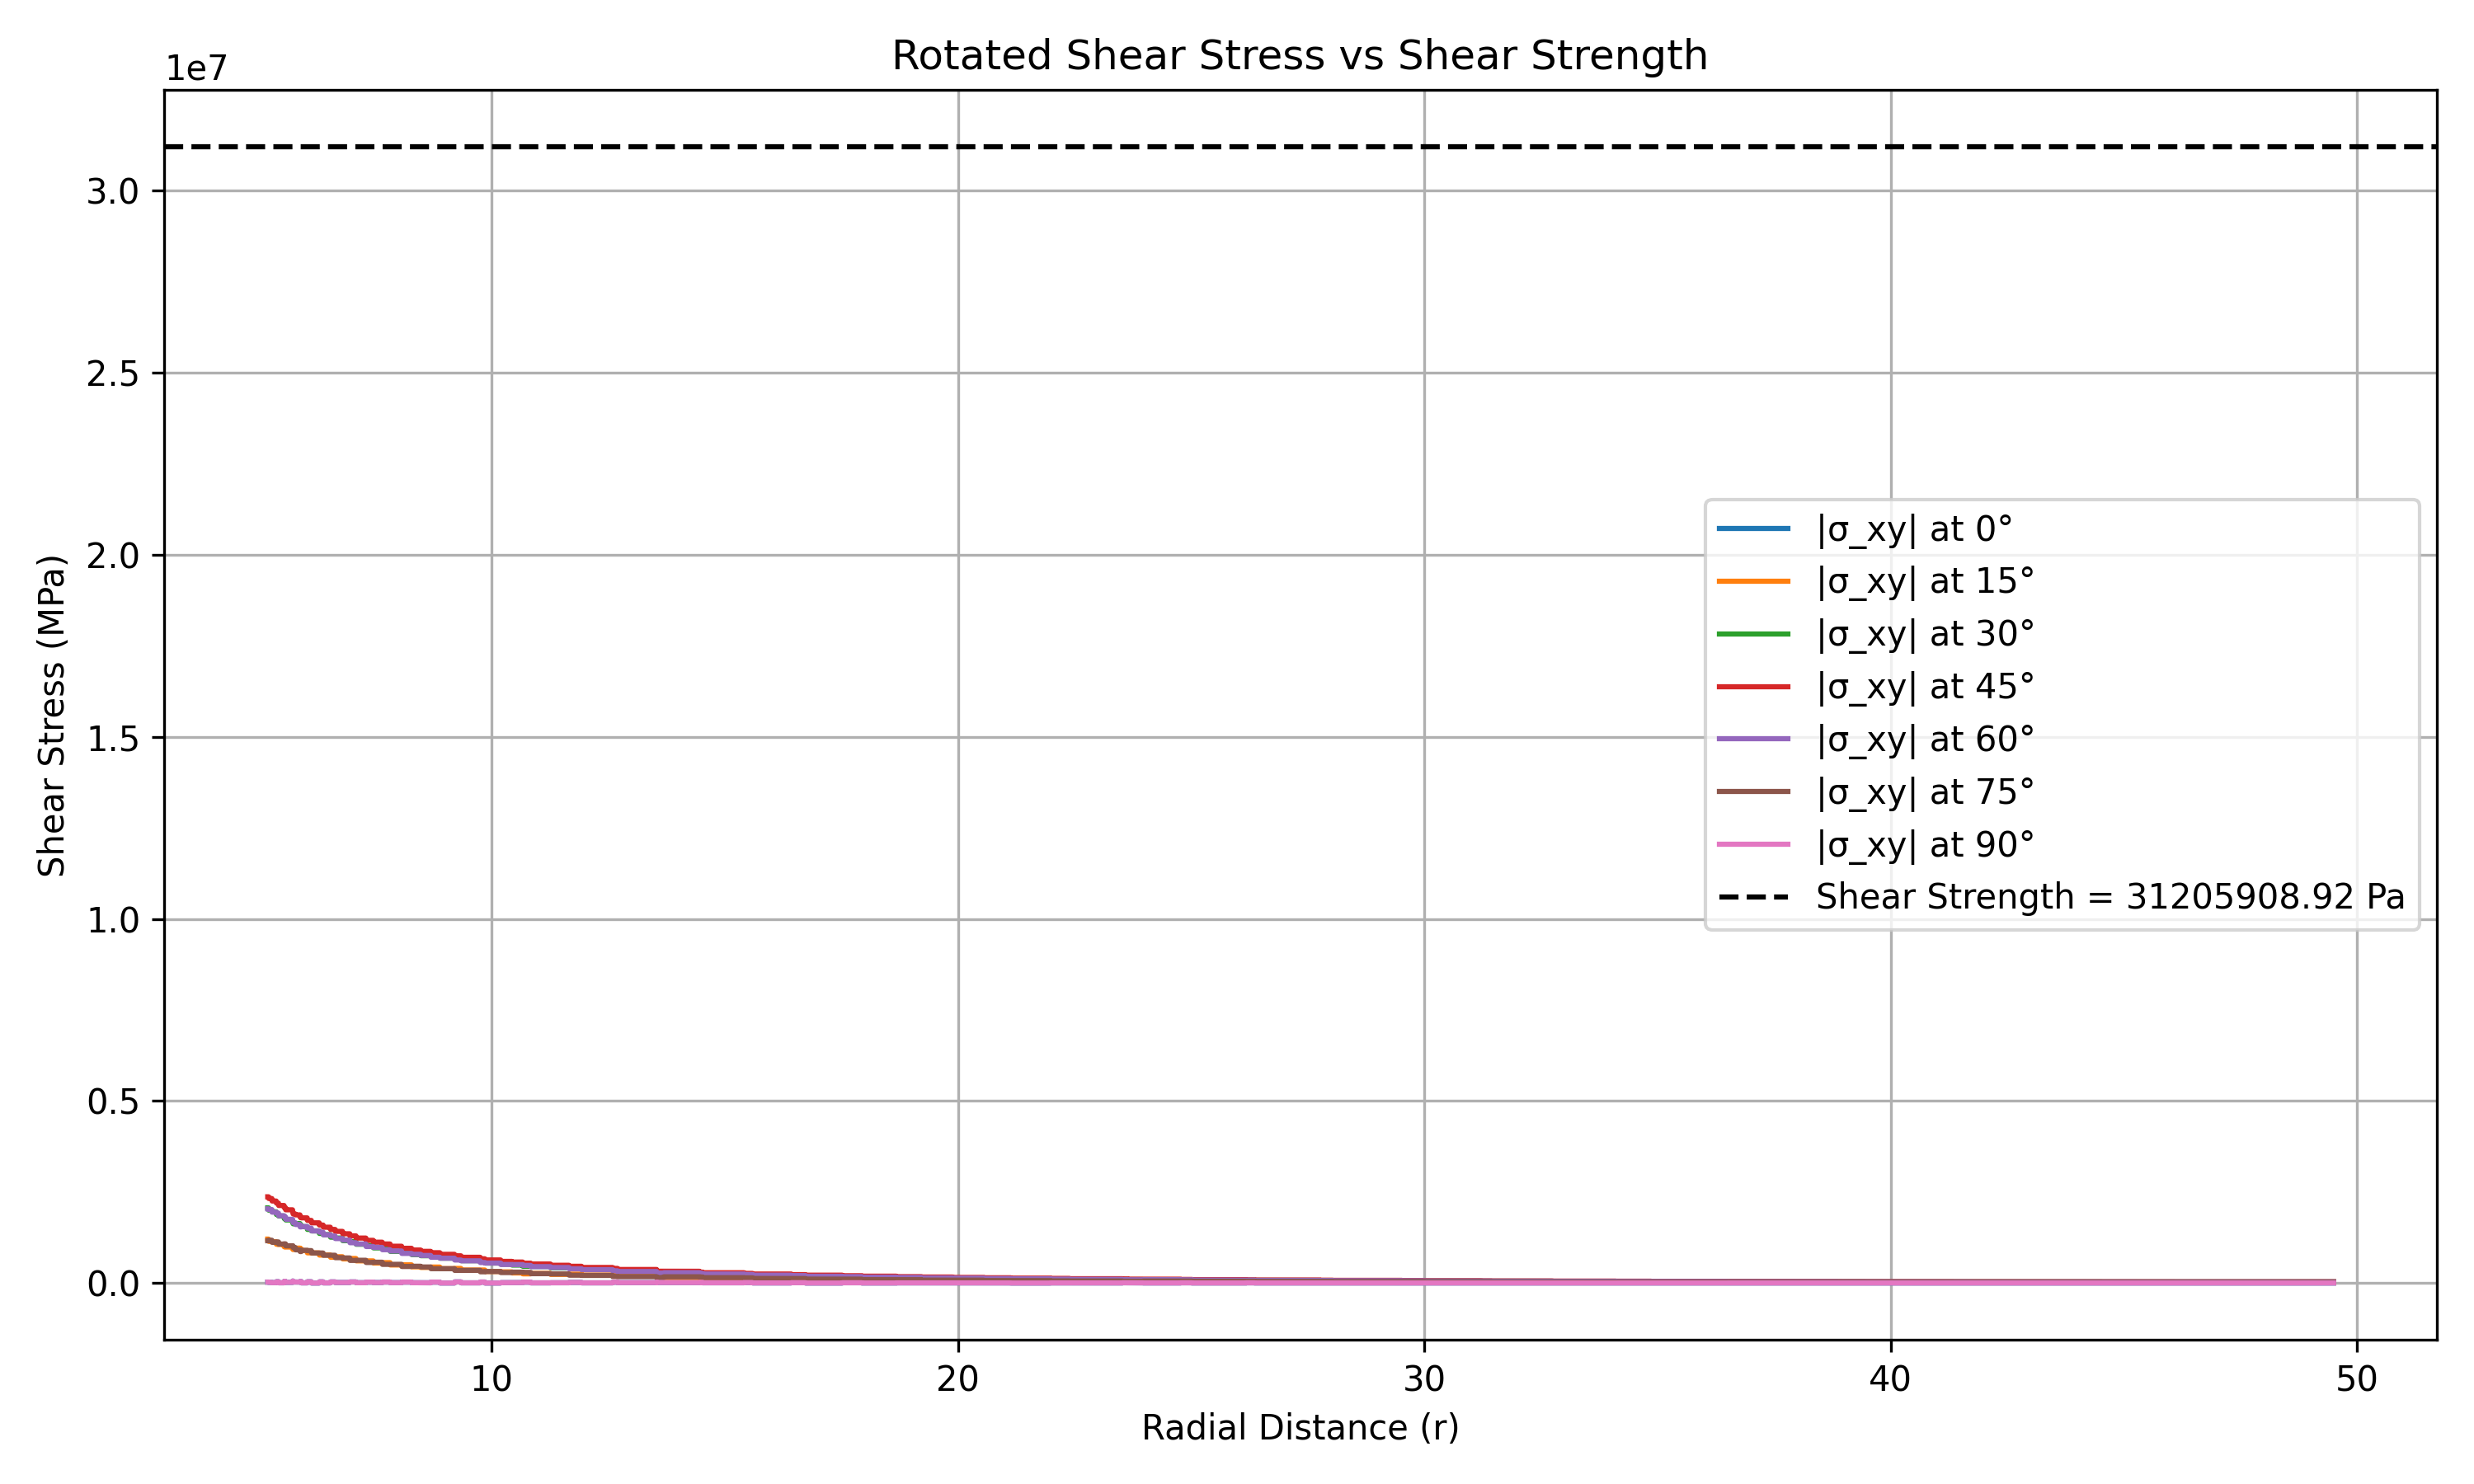 Rotated Shear Stress vs Shear Strength
1e7
3.0
2.5
2.0
1.5
1.0
0.5
0.0
Shear Stress (MPa)
|σ_xy| at 0°
|σ_xy| at 15°
|σ_xy| at 30°
|σ_xy| at 45°
|σ_xy| at 60°
|σ_xy| at 75°
|σ_xy| at 90°
Shear Strength = 31205908.92 Pa
10 20 30 40 50
Radial Distance (r)